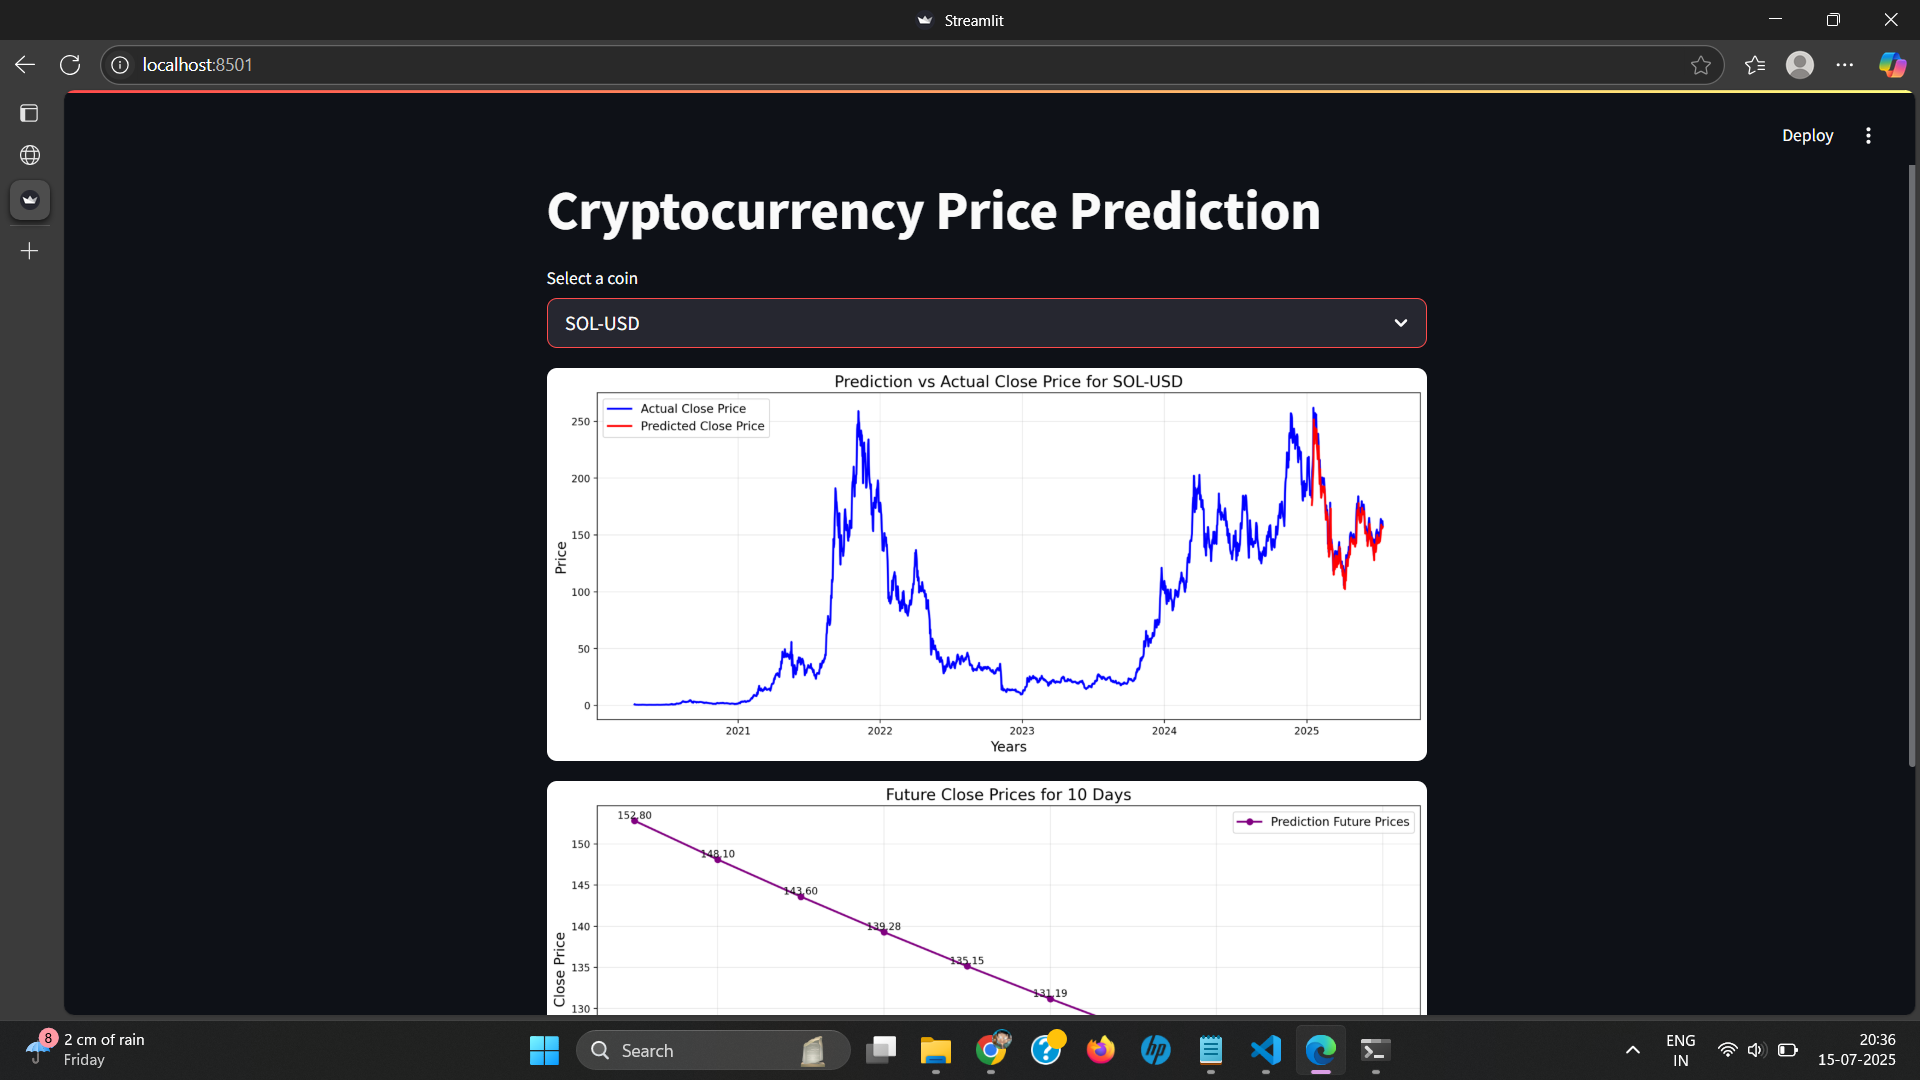 Streamlit
localhost:8501
Deploy
Cryptocurrency Price Prediction
Select a coin
SOL-USD
Prediction vs Actual Close Price for SOL-USD
Actual Close Price
Predicted Close Price
250
200
150
100
50
0
Price
2021 2022 2023 2024 2025
Years
Future Close Prices for 10 Days
Prediction Future Prices
152.80
148.10
143.60
139.28
135.15
131.19
150
145
140
135
130
Close Price
8
2 cm of rain
Friday
Search
hp
ENG
IN
20:36
15-07-2025